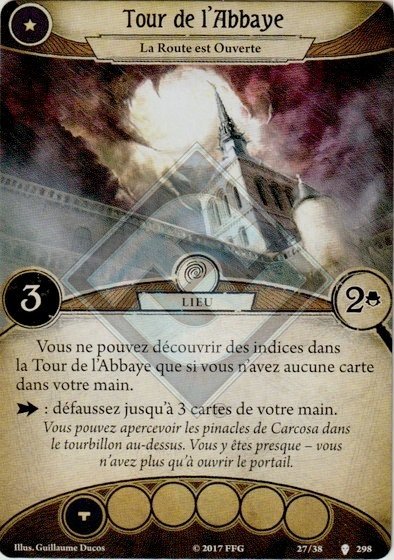 Tour de l'Abbaye
La Route est Ouverte
3
LIEU
2
Vous ne pouvez découvrir des indices dans
la Tour de l'Abbaye que si vous n'avez aucune carte
dans votre main.
: défaussez jusqu'à 3 cartes de votre main.
Vous pouvez apercevoir les pinacles de Carcosa dans
le tourbillon au-dessus. Vous y êtes presque – vous
n'avez plus qu'à ouvrir le portail.
Illus. Guillaume Ducos © 2017 FFG 27/38 298